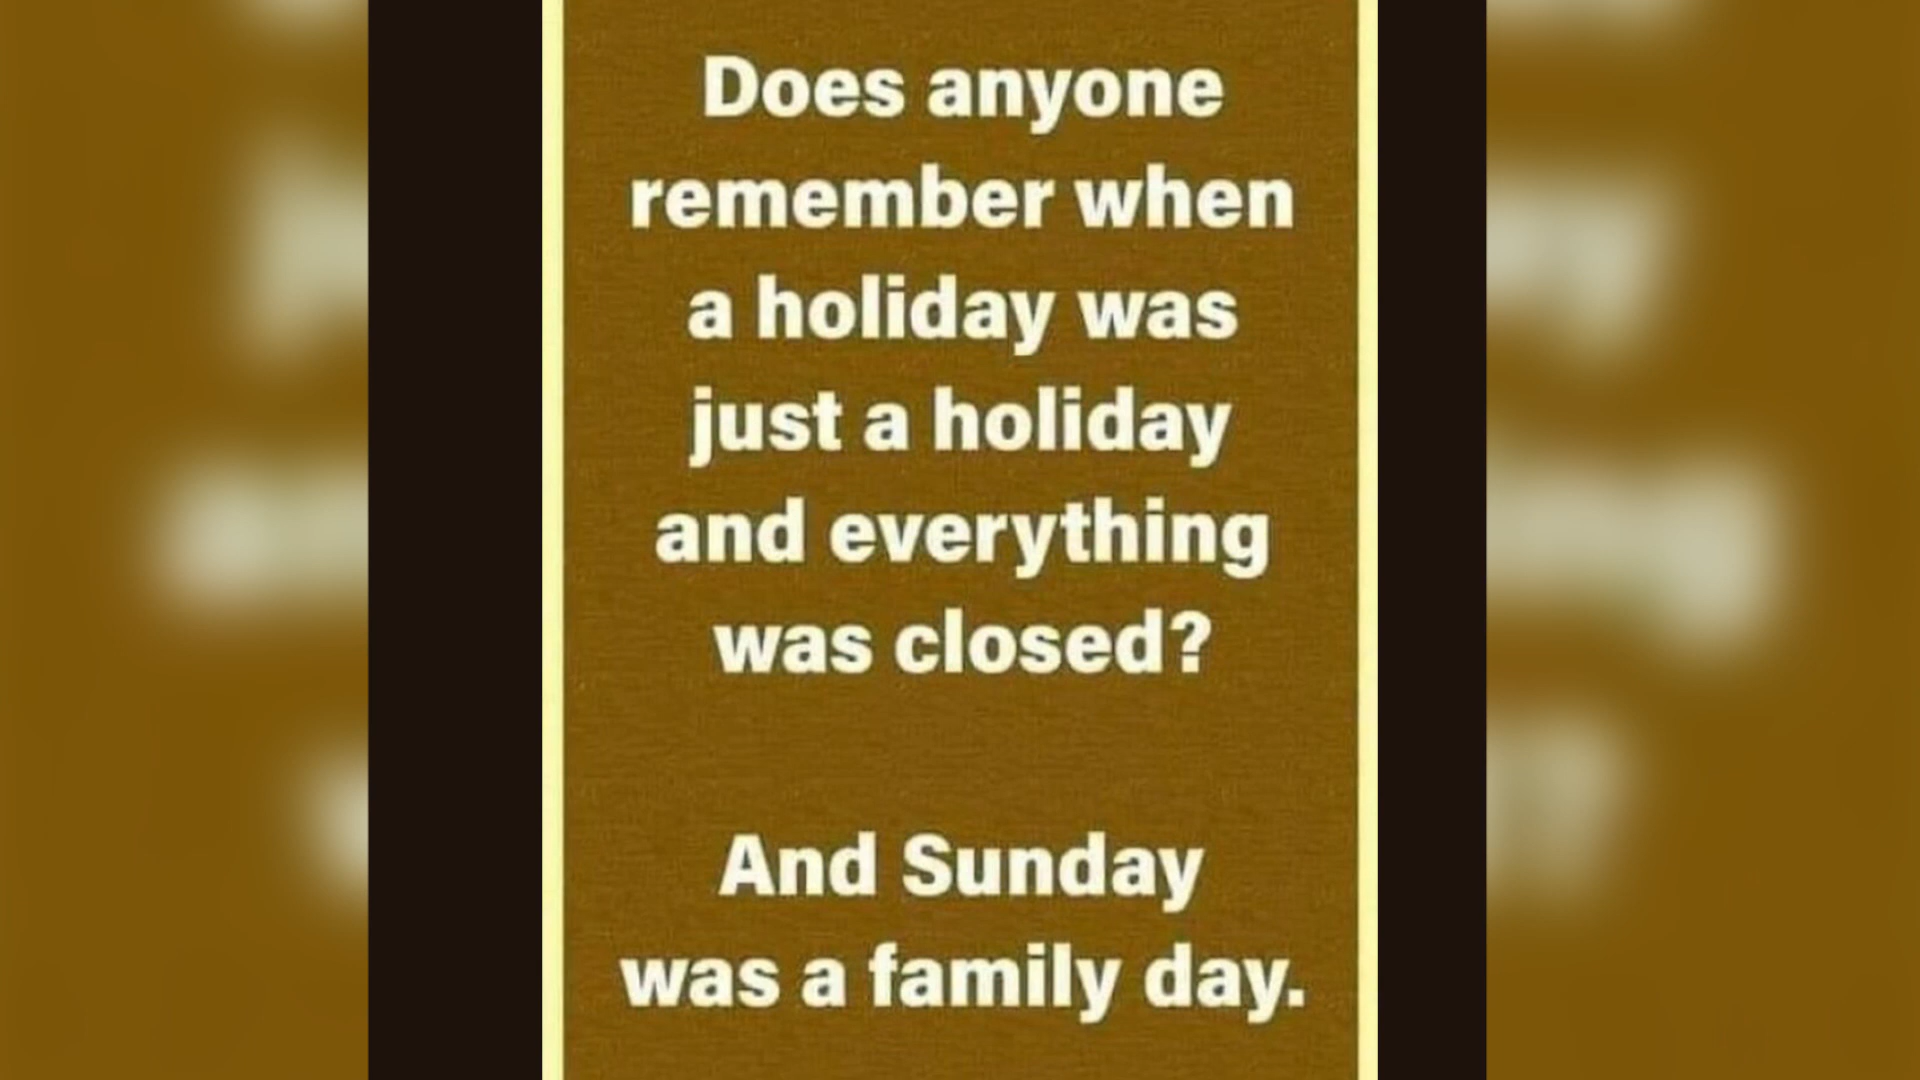 Does anyone
remember when
a holiday was
just a holiday
and everything
was closed?
And Sunday
was a family day.